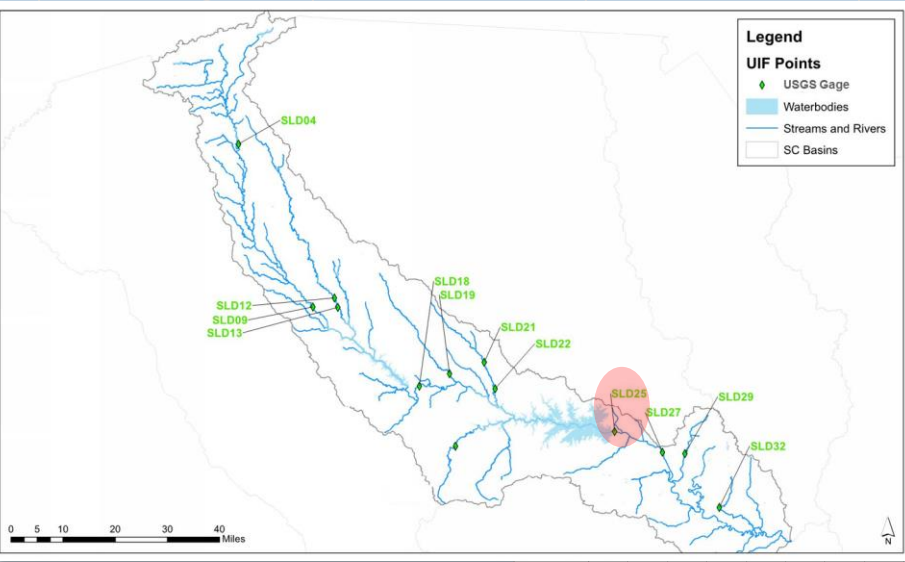 Legend
UIF Points
USGS Gage
Waterbodies
Streams and Rivers
SC Basins
SLD04
SLD18
SLD19
SLD12
SLD09
SLD13
SLD21
SLD22
SLD25
SLD27
SLD29
SLD32
0 5 10 20 30 40
Miles
N